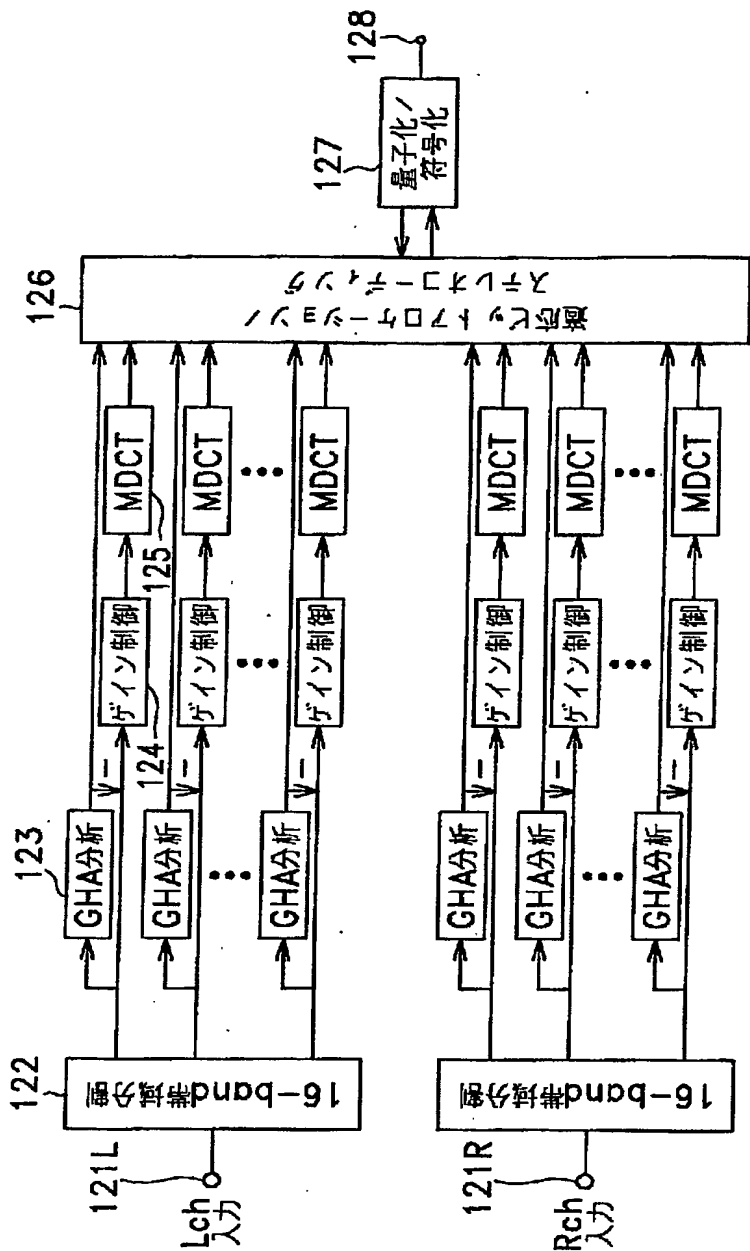 121L
Lch
入力
122
16-band帯域分割
123
GHA分析
GHA分析
GHA分析
−
−
−
124
ゲイン制御
ゲイン制御
ゲイン制御
125
MDCT
MDCT
MDCT
121R
Rch
入力
16-band帯域分割
GHA分析
GHA分析
GHA分析
−
−
−
ゲイン制御
ゲイン制御
ゲイン制御
MDCT
MDCT
MDCT
126
適応ビットアロケーション/
ステレオコーディング
127
量子化/
符号化
128